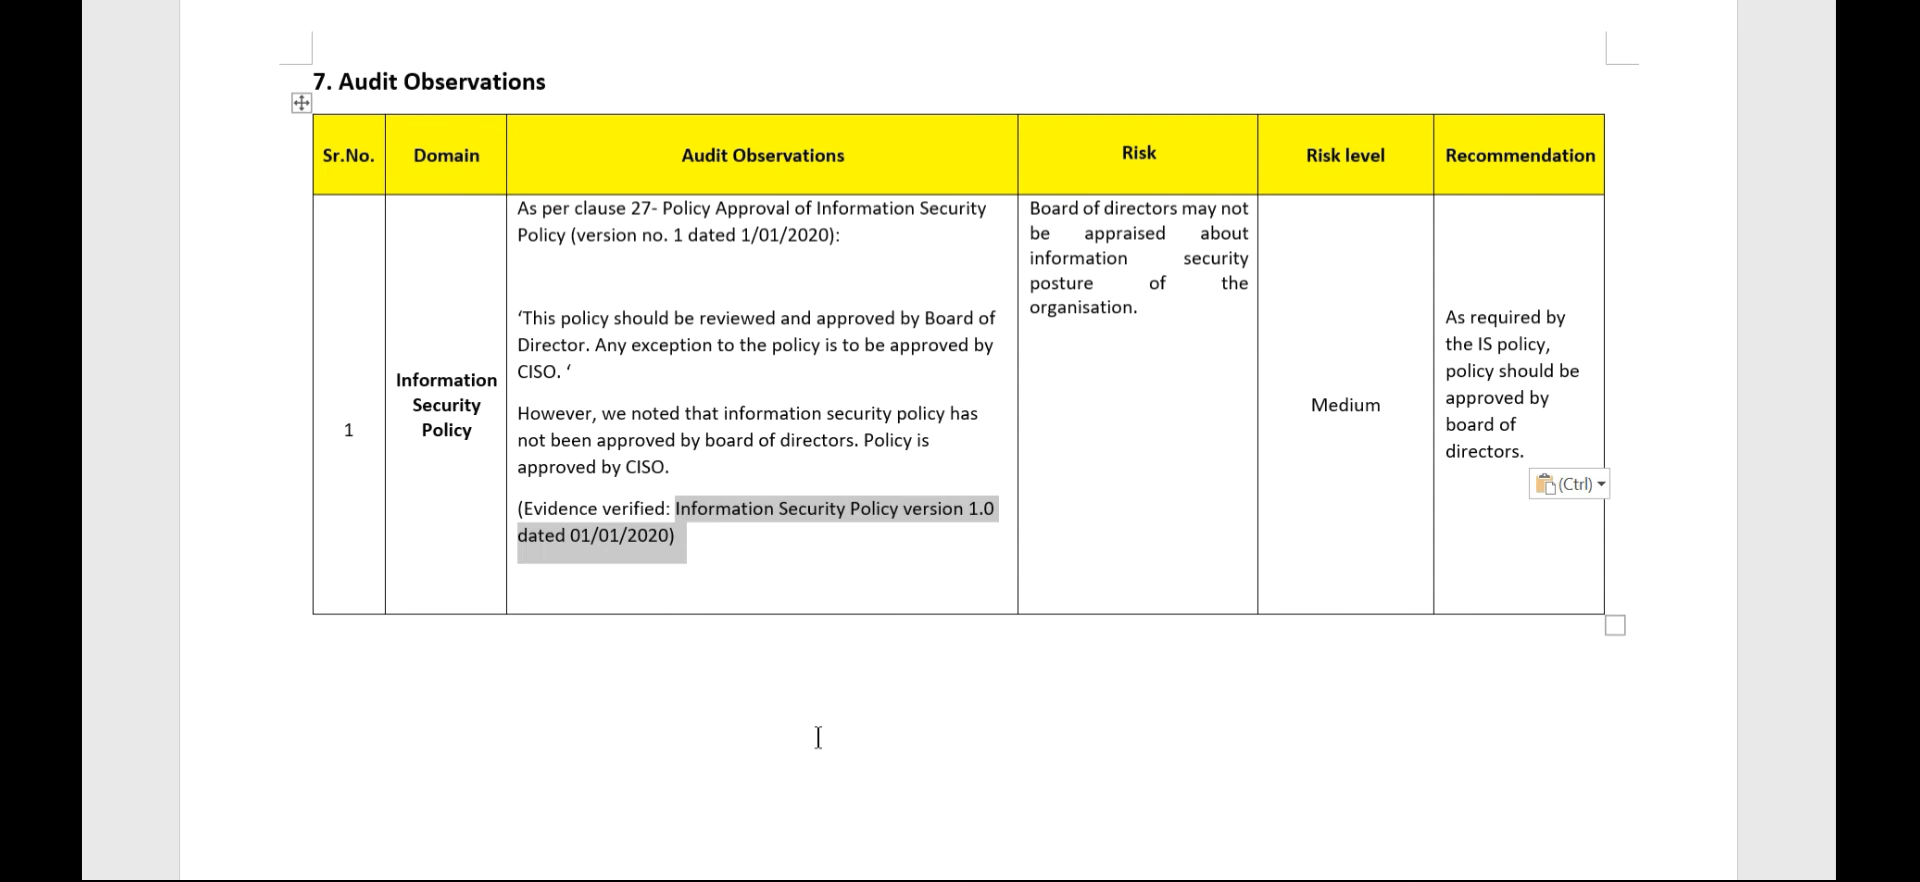 7. Audit Observations
Sr.No.
Domain
Audit Observations
Risk
Risk level
Recommendation
1
Information
Security
Policy
As per clause 27- Policy Approval of Information Security
Policy (version no. 1 dated 1/01/2020):
‘This policy should be reviewed and approved by Board of
Director. Any exception to the policy is to be approved by
CISO. ‘
However, we noted that information security policy has
not been approved by board of directors. Policy is
approved by CISO.
(Evidence verified: Information Security Policy version 1.0
dated 01/01/2020)
Board of directors may not
be appraised about
information security
posture of the
organisation.
Medium
As required by
the IS policy,
policy should be
approved by
board of
directors.
(Ctrl)